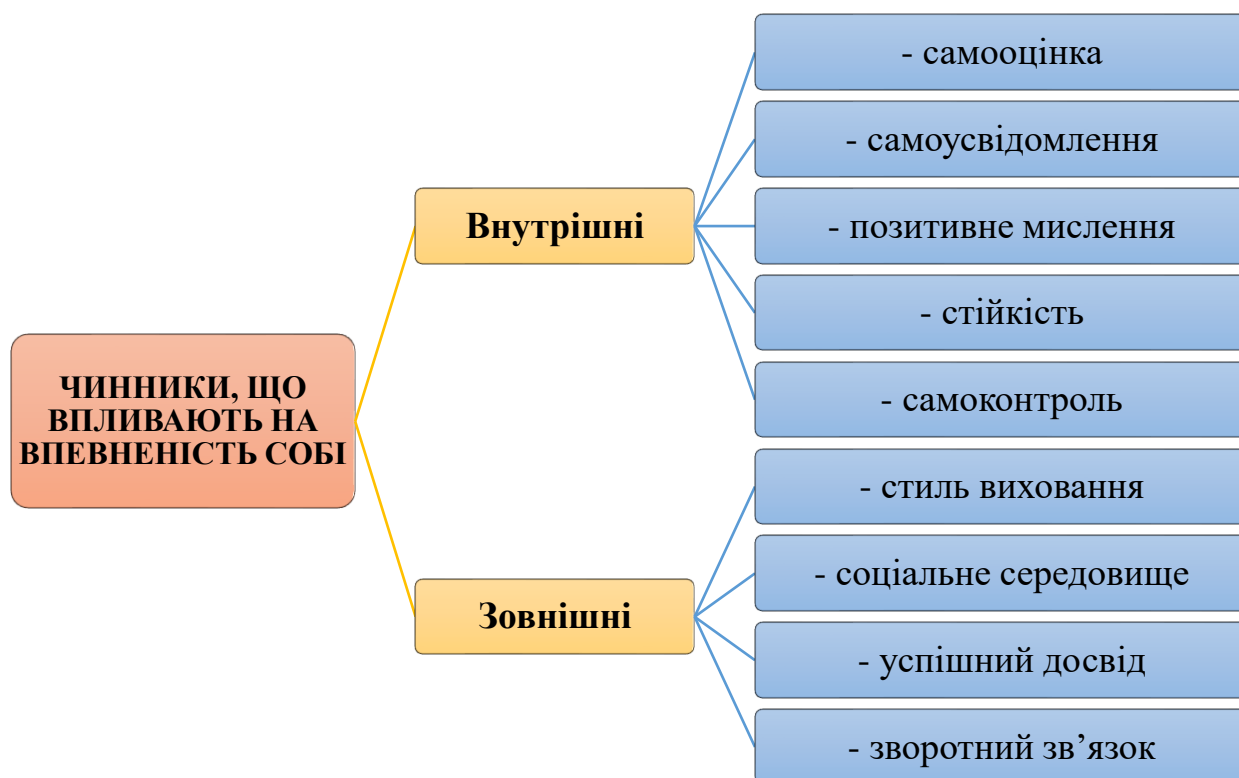 ЧИННИКИ, ЩО
ВПЛИВАЮТЬ НА
ВПЕВНЕНІСТЬ СОБІ
Внутрішні
- самооцінка
- самоусвідомлення
- позитивне мислення
- стійкість
- самоконтроль
Зовнішні
- стиль виховання
- соціальне середовище
- успішний досвід
- зворотний зв’язок